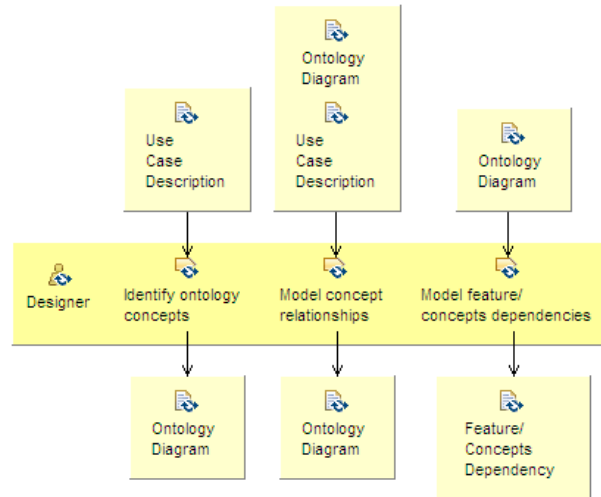 Ontology
Diagram
Use
Case
Description
Use
Case
Description
Ontology
Diagram
Designer
Identify ontology
concepts
Model concept
relationships
Model feature/
concepts dependencies
Ontology
Diagram
Ontology
Diagram
Feature/
Concepts
Dependency